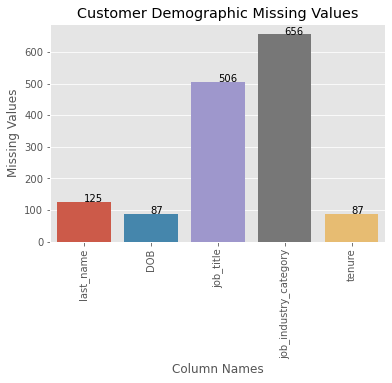 Customer Demographic Missing Values
Missing Values
600
500
400
300
200
100
0
125
87
506
656
87
last_name
DOB
job_title
job_industry_category
tenure
Column Names